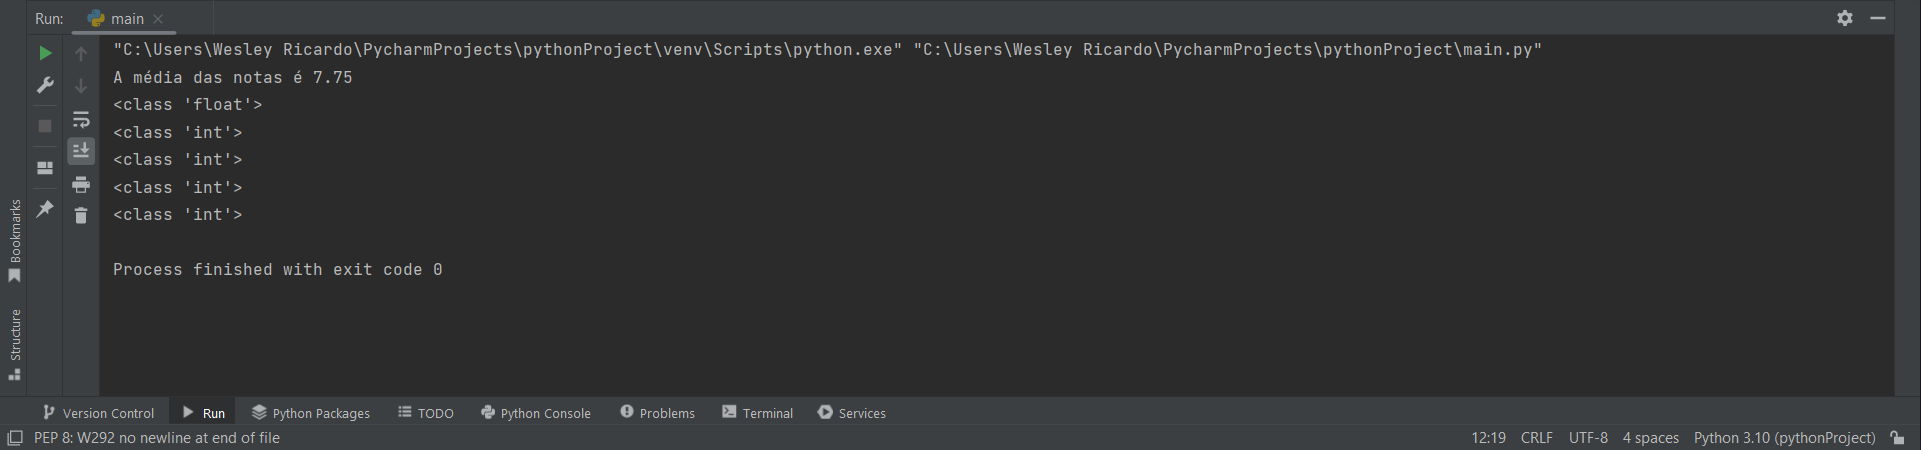 Run: main
"C:\Users\Wesley Ricardo\PycharmProjects\pythonProject\venv\Scripts\python.exe" "C:\Users\Wesley Ricardo\PycharmProjects\pythonProject\main.py"
A média das notas é 7.75
<class 'float'>
<class 'int'>
<class 'int'>
<class 'int'>
<class 'int'>
Process finished with exit code 0
Bookmarks
Structure
Version Control Run Python Packages TODO Python Console Problems Terminal Services
PEP 8: W292 no newline at end of file 12:19 CRLF UTF-8 4 spaces Python 3.10 (pythonProject)